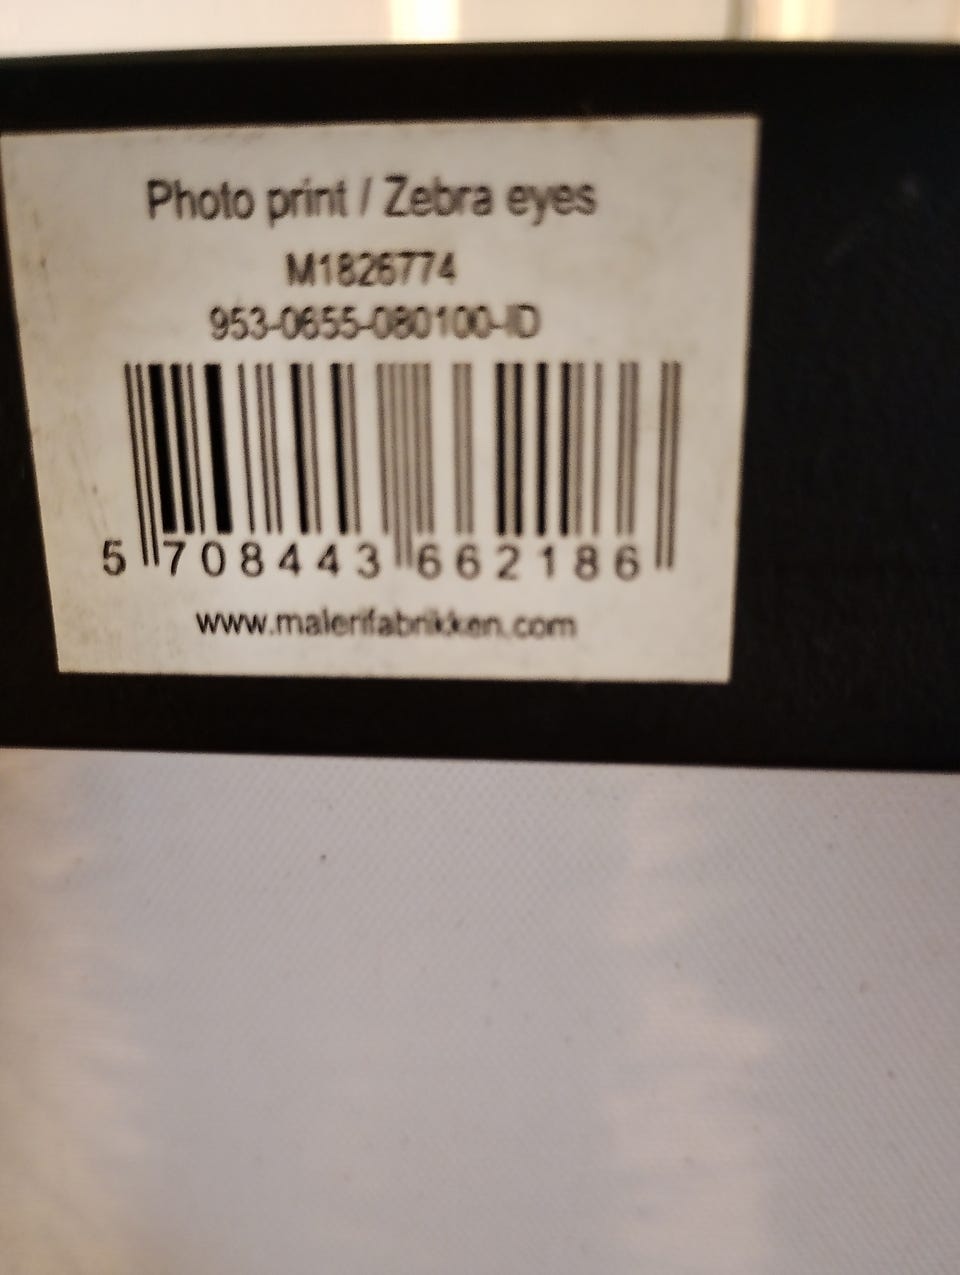 Photo print / Zebra eyes
M1826774
953-0655-080100-ID
5 708443 662186
www.malerifabrikken.com